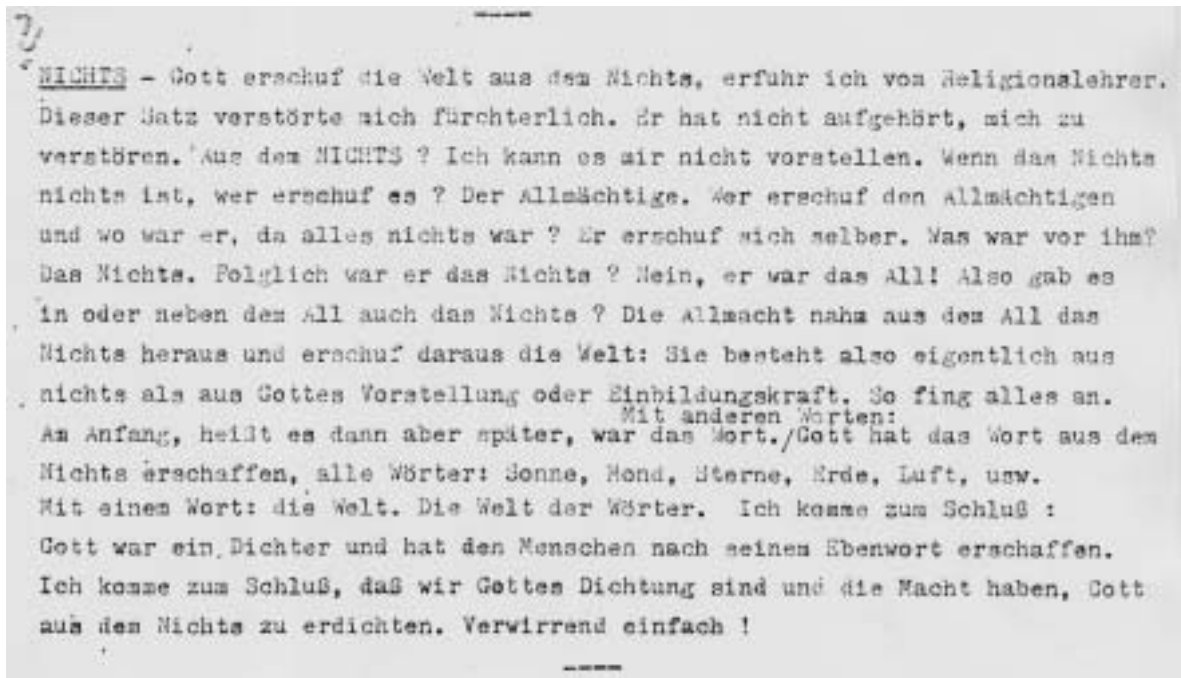 NICHTS – Gott erschuf die Welt aus dem Nichts, erfuhr ich vom Religionslehrer.
Dieser Satz verstörte mich fürchterlich. Er hat nicht aufgehört, mich zu
verstören. Aus dem NICHTS ? Ich kann es mir nicht vorstellen. Wenn das Nichts
nichts ist, wer erschuf es ? Der Allmächtige. Wer erschuf den Allmächtigen
und wo war er, da alles nichts war ? Er erschuf sich selber. Was war vor ihm?
Das Nichts. Folglich war er das Nichts ? Nein, er war das All! Also gab es
in oder neben dem All auch das Nichts ? Die Allmacht nahm aus dem All das
Nichts heraus und erschuf daraus die Welt: Sie besteht also eigentlich aus
nichts als aus Gottes Vorstellung oder Einbildungskraft. So fing alles an.
Mit anderen Worten:
Am Anfang, heißt es dann aber später, war das Wort./Gott hat das Wort aus dem
Nichts erschaffen, alle Wörter: Sonne, Mond, Sterne, Erde, Luft, usw.
Mit einem Wort: die Welt. Die Welt der Wörter. Ich komme zum Schluß :
Gott war ein Dichter und hat den Menschen nach seinem Ebenwort erschaffen.
Ich komme zum Schluß, daß wir Gottes Dichtung sind und die Macht haben, Gott
aus dem Nichts zu erdichten. Verwirrend einfach !